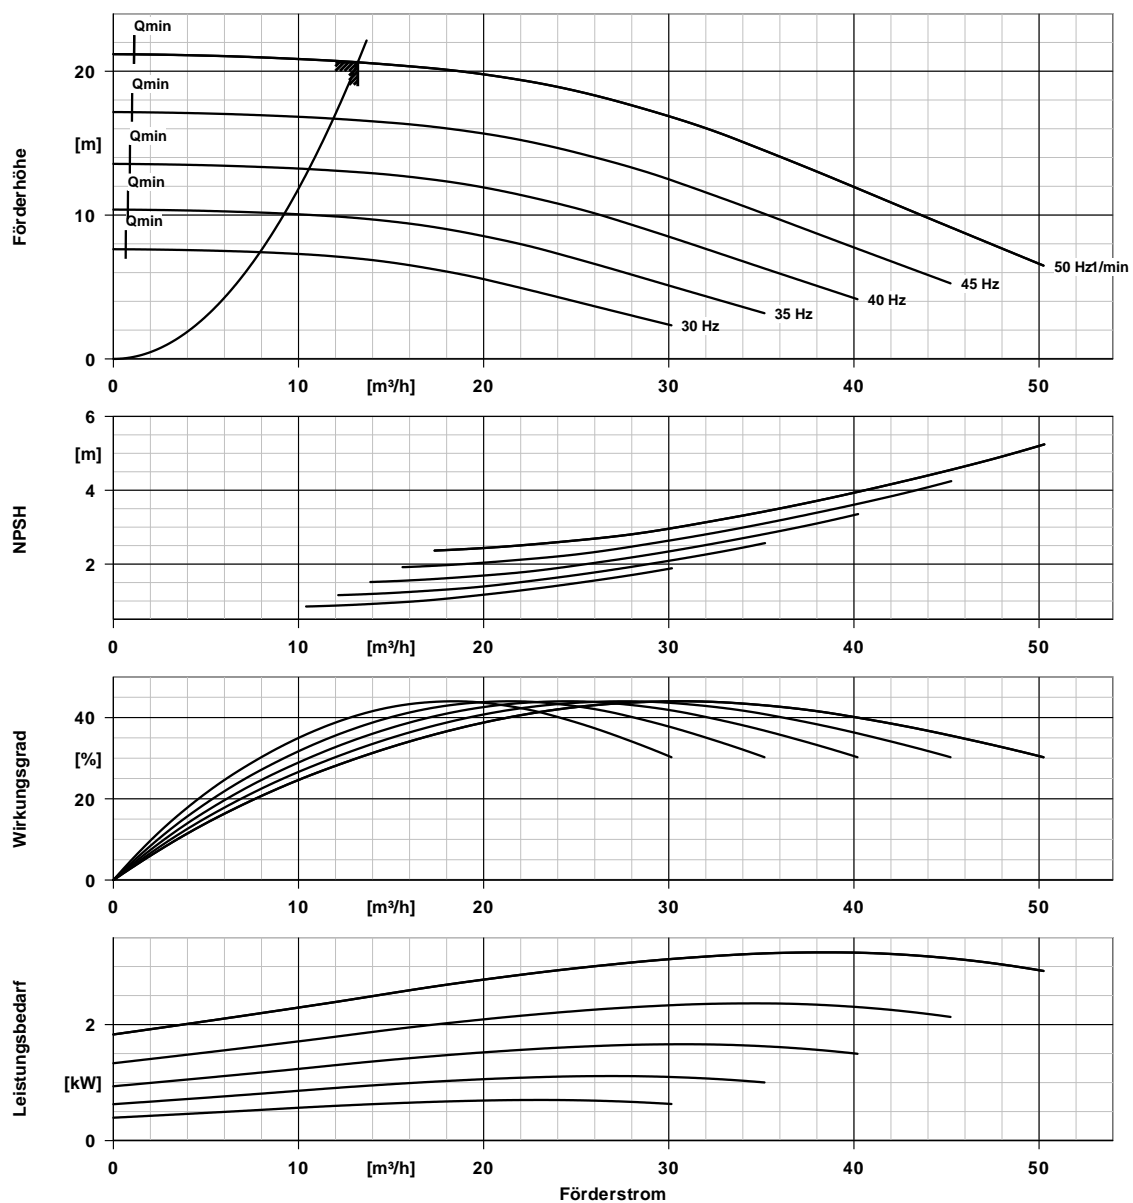 Qmin
20
Qmin
[m]
Qmin
Qmin
10
Qmin
Förderhöhe
50 Hz1/min
45 Hz
40 Hz
35 Hz
30 Hz
0
0 10 [m³/h] 20 30 40 50
6
[m]
4
NPSH
2
0 10 [m³/h] 20 30 40 50
40
[%]
Wirkungsgrad
20
0
0 10 [m³/h] 20 30 40 50
Leistungsbedarf
2
[kW]
0
0 10 [m³/h] 20 30 40 50
Förderstrom